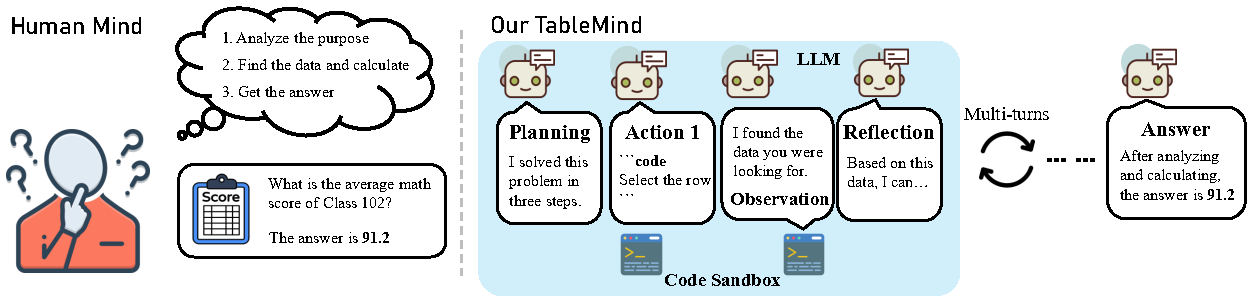 Human Mind
1. Analyze the purpose
2. Find the data and calculate
3. Get the answer
Score
What is the average math
score of Class 102?
The answer is 91.2
Our TableMind
LLM
Planning
I solved this
problem in
three steps.
Action 1
```code
Select the row
```
I found the
data you were
looking for.
Observation
Reflection
Based on this
data, I can…
>_
>_
Code Sandbox
Multi-turns
... ...
Answer
After analyzing
and calculating,
the answer is 91.2